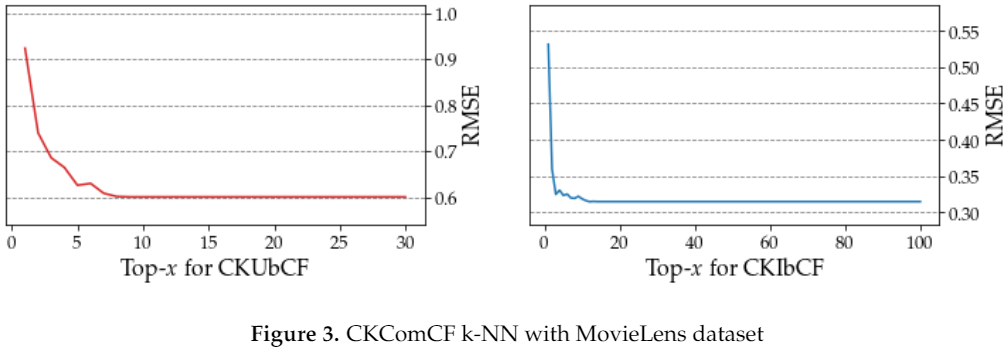 1.0
0.9
0.8
0.7
0.6
RMSE
0 5 10 15 20 25 30
Top-x for CKUbCF
0.55
0.50
0.45
0.40
0.35
0.30
RMSE
0 20 40 60 80 100
Top-x for CKIbCF
Figure 3. CKComCF k-NN with MovieLens dataset